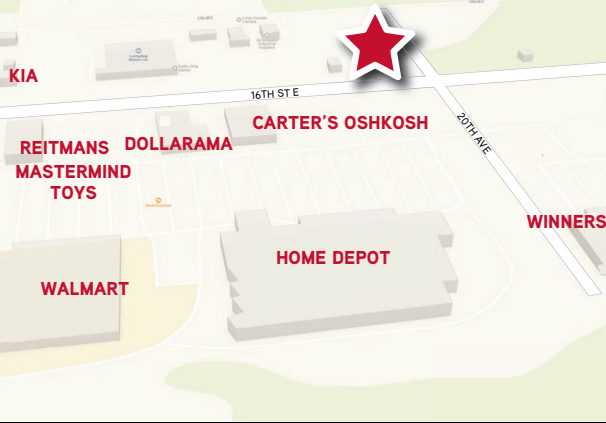 KIA
16TH ST E
CARTER'S OSHKOSH
REITMANS
DOLLARAMA
MASTERMIND
TOYS
20TH AVE
WINNERS
HOME DEPOT
WALMART